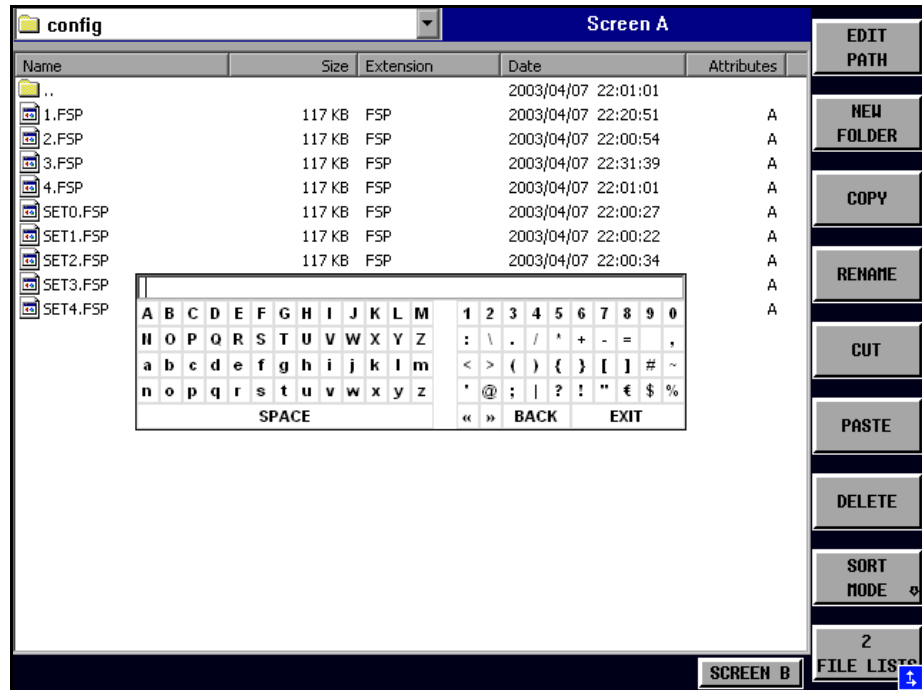 config
Screen A
Name Size Extension Date Attributes
.. 2003/04/07 22:01:01
1.FSP 117 KB FSP 2003/04/07 22:20:51 A
2.FSP 117 KB FSP 2003/04/07 22:00:54 A
3.FSP 117 KB FSP 2003/04/07 22:31:39 A
4.FSP 117 KB FSP 2003/04/07 22:01:01 A
SET0.FSP 117 KB FSP 2003/04/07 22:00:27 A
SET1.FSP 117 KB FSP 2003/04/07 22:00:22 A
SET2.FSP 117 KB FSP 2003/04/07 22:00:34 A
SET3.FSP A
SET4.FSP A
A B C D E F G H I J K L M 1 2 3 4 5 6 7 8 9 0
N O P Q R S T U V W X Y Z : \ . / * + - = ,
a b c d e f g h i j k l m < > ( ) { } [ ] # ~
n o p q r s t u v w x y z ' @ ; | ? ! " € $ %
SPACE « » BACK EXIT
EDIT
PATH
NEW
FOLDER
COPY
RENAME
CUT
PASTE
DELETE
SORT
MODE
2
FILE LISTS
SCREEN B